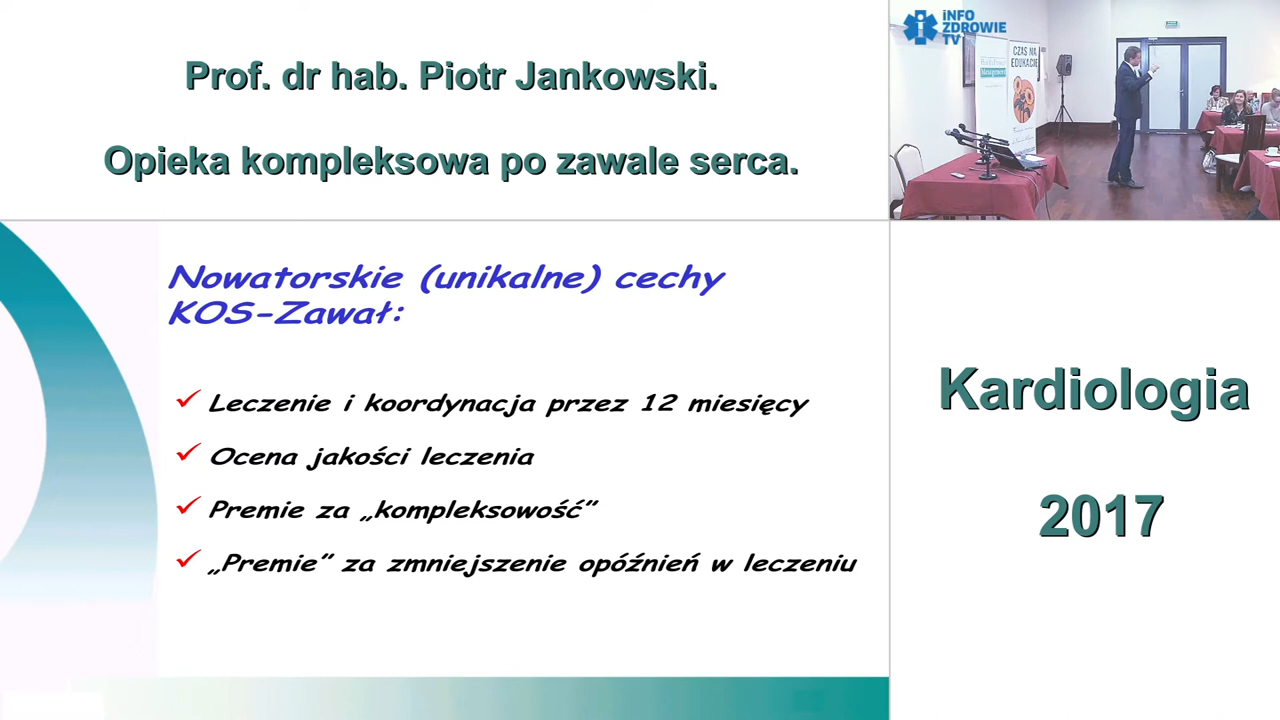 Prof. dr hab. Piotr Jankowski.
Opieka kompleksowa po zawale serca.
iNFO
ZDROWIE
TV
CZAS NA
EDUKACJĘ
Management
Nowatorskie (unikalne) cechy
KOS-Zawał:
Leczenie i koordynacja przez 12 miesięcy
Ocena jakości leczenia
Premie za „kompleksowość”
„Premie” za zmniejszenie opóźnień w leczeniu
Kardiologia
2017